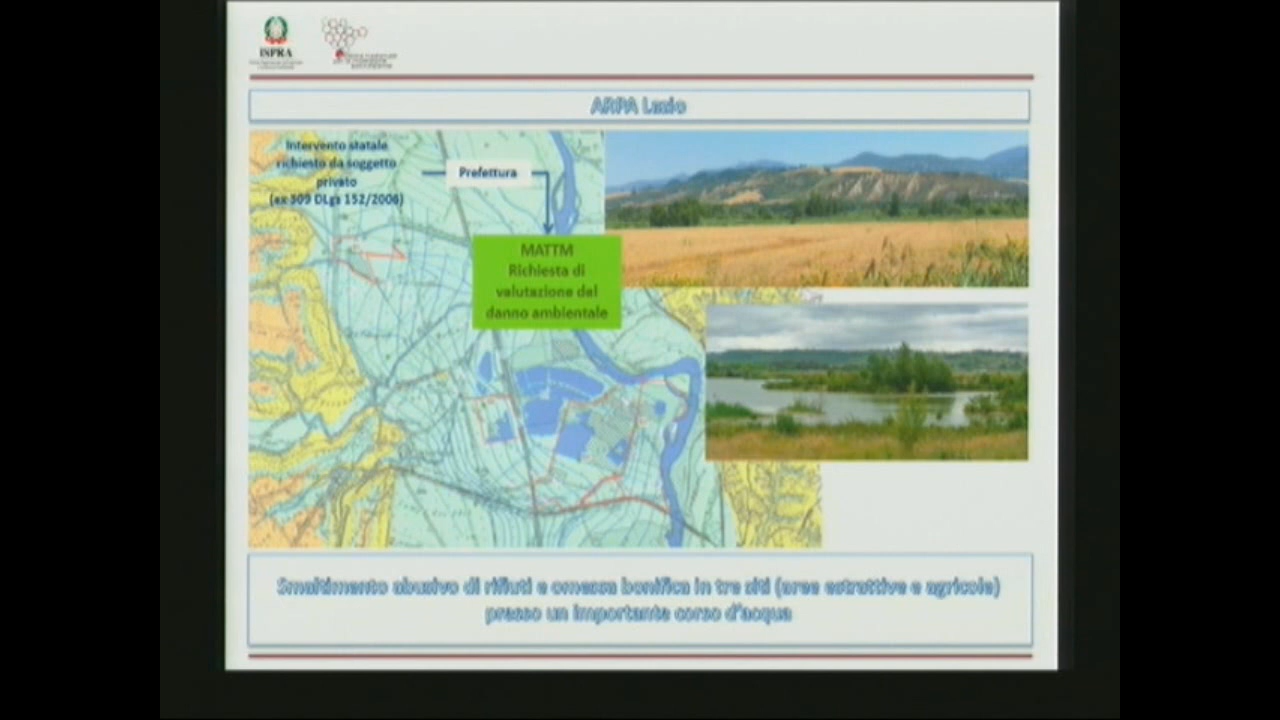 ISPRA
ARPA Lazio
Intervento statale
richiesto da soggetto
privato
(ex 309 DLgs 152/2006)
Prefettura
MATTM
Richiesta di
valutazione del
danno ambientale
Smaltimento abusivo di rifiuti e omessa bonifica in tre siti (aree estrattive e agricole)
presso un importante corso d'acqua